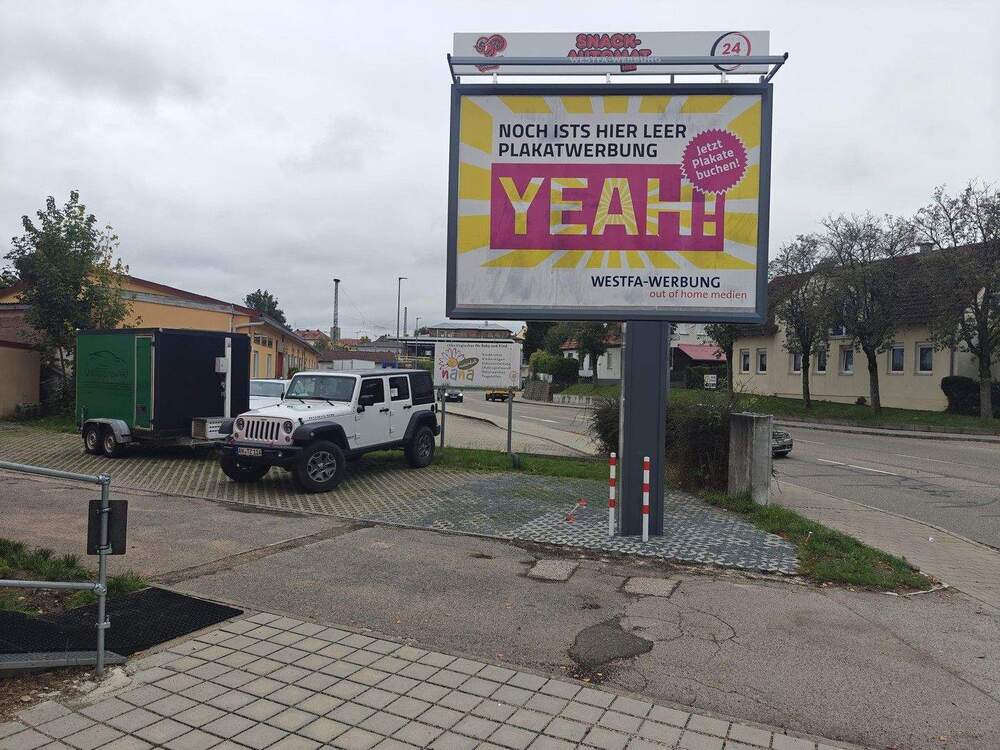 SNACK-
AUTOMAT
24
WESTFA-WERBUNG
NOCH ISTS HIER LEER
PLAKATWERBUNG
Jetzt
Plakate
buchen!
YEAH!
WESTFA-WERBUNG
out of home medien
nana